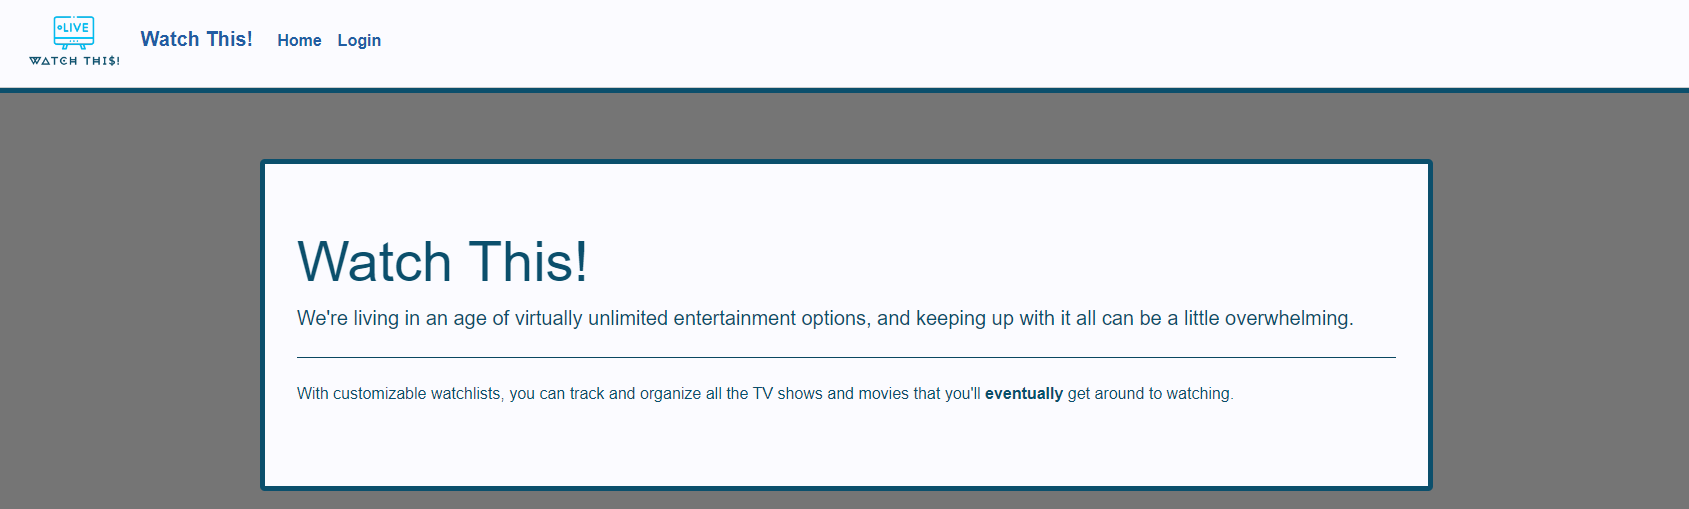 LIVE
WATCH THI$!
Watch This!
Home
Login
Watch This!
We're living in an age of virtually unlimited entertainment options, and keeping up with it all can be a little overwhelming.
With customizable watchlists, you can track and organize all the TV shows and movies that you'll eventually get around to watching.